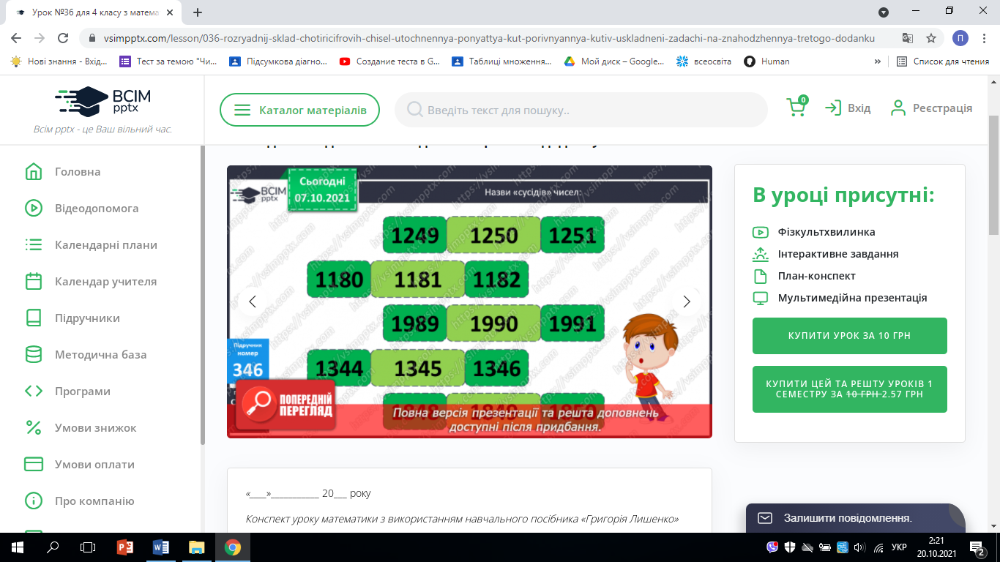 Урок №36 для 4 класу з матема
vsimpptx.com/lesson/036-rozryadnij-sklad-chotiricifrovih-chisel-utochnennya-ponyattya-kut-porivnyannya-kutiv-uskladneni-zadachi-na-znahodzhennya-tretogo-dodanku
П
Нові знання - Вхід...
Тест за темою "Чи...
Підсумкова діагно...
Создание теста в G...
Таблиці множення...
Мой диск – Google...
всеосвіта
Human
»
Список для чтения
ВСІМ
pptx
Всім pptx - це Ваш вільний час.
Каталог матеріалів
Введіть текст для пошуку..
0
Вхід
Реєстрація
Головна
Відеодопомога
Календарні плани
Календар учителя
Підручники
Методична база
Програми
Умови знижок
Умови оплати
Про компанію
ВСІМ
pptx
Сьогодні
07.10.2021
Назви «сусідів» чисел:
1249 1250 1251
1180 1181 1182
1989 1990 1991
1344 1345 1346
1848 1849 1850
Підручник
номер
346
https://vsimpptx.com
ПОПЕРЕДНІЙ
ПЕРЕГЛЯД
Повна версія презентації та решта доповнень
доступні після придбання.
В уроці присутні:
Фізкультхвилинка
Інтерактивне завдання
План-конспект
Мультимедійна презентація
КУПИТИ УРОК ЗА 10 ГРН
КУПИТИ ЦЕЙ ТА РЕШТУ УРОКІВ 1
СЕМЕСТРУ ЗА 10 ГРН 2.57 ГРН
«___»__________ 20___ року
Конспект уроку математики з використанням навчального посібника «Григорія Лишенко»
Залишити повідомлення.
УКР
2:21
20.10.2021
2